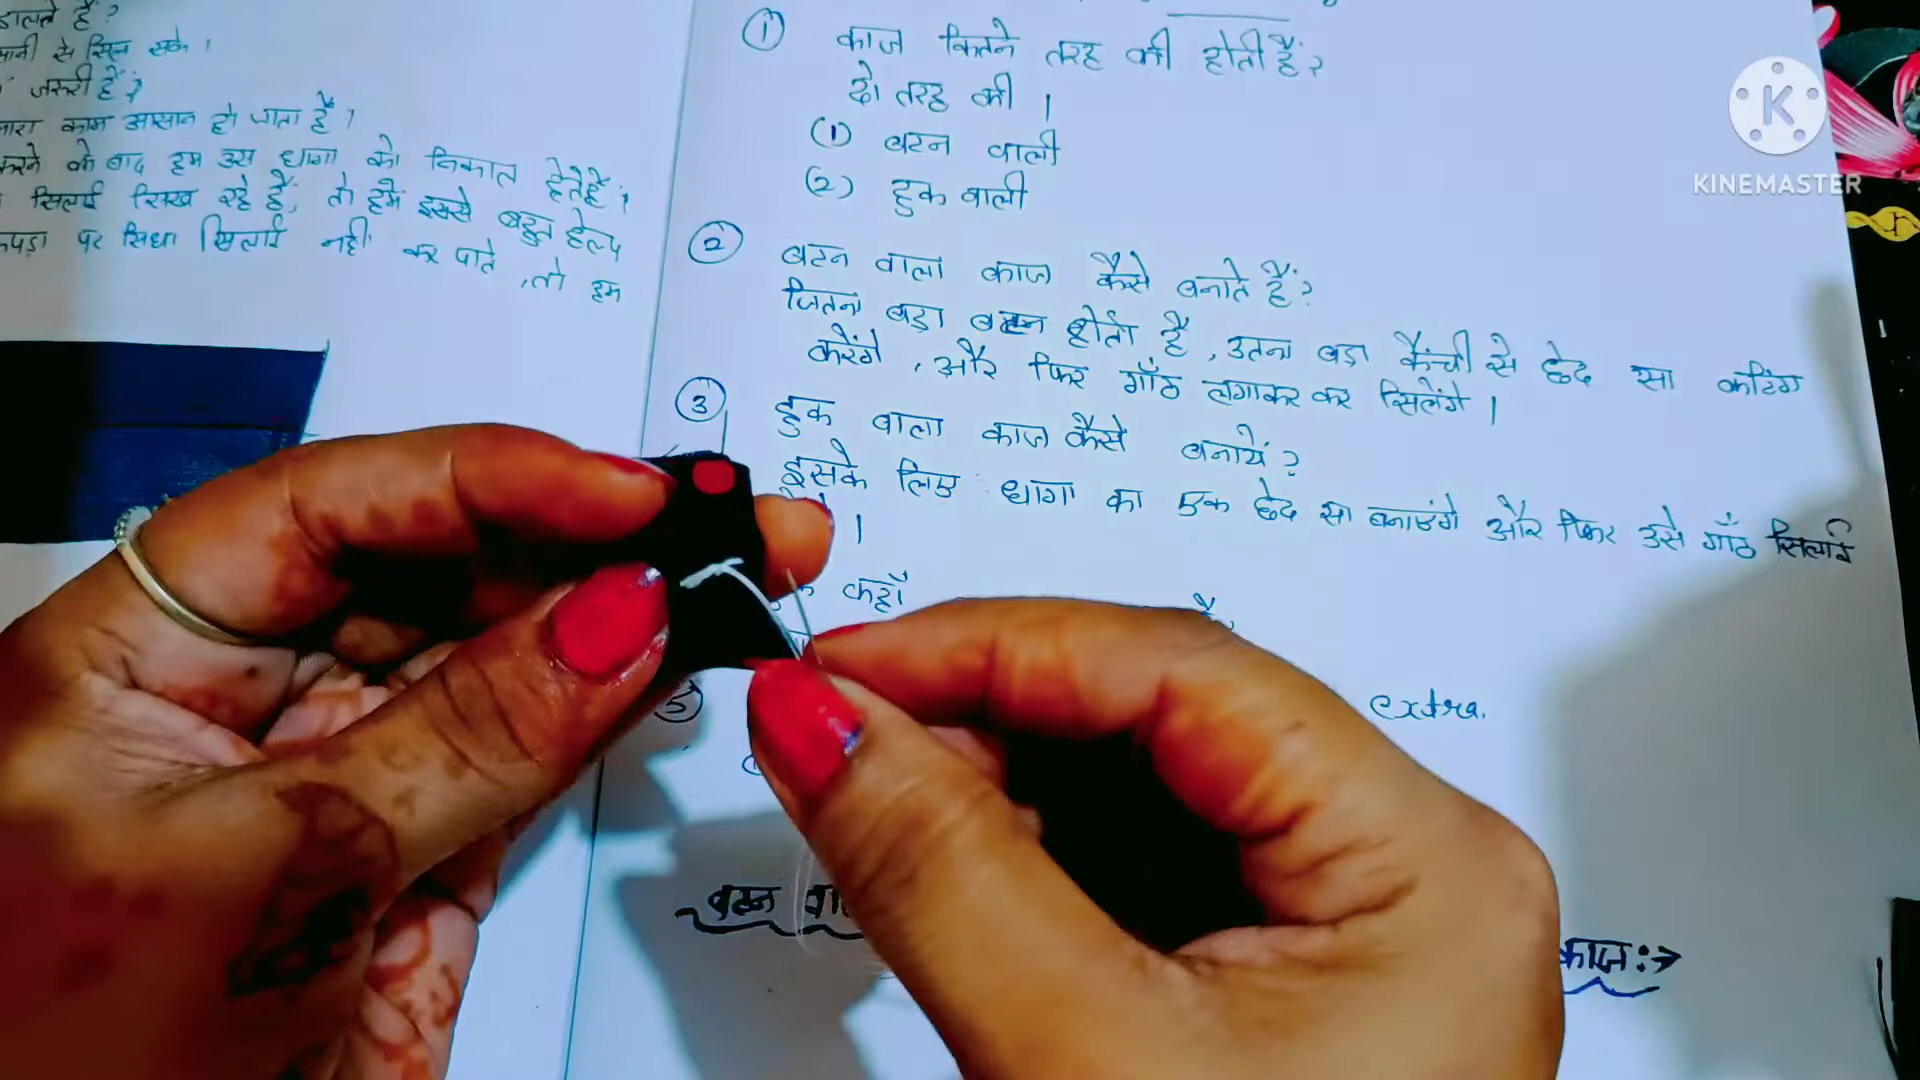 डालते हैं?
से सिल सके।
जरुरी हैं?
काम आसान हो जाता है?
करने के बाद हम उस धागा को निकाल देते हैं।
सिलाई सिख रहे हैं, तो हमें इससे बहुत हेल्प
पर सिधा सिलाई नहीं कर पाते, तो हम
① काज कितने तरह की होती हैं?
दो तरह की।
(1) बटन वाली
(2) हुक वाली
② बटन वाला काज कैसे बनाते हैं?
जितना बड़ा बटन होता है, उतना बड़ा कैंची से छेद सा कटिंग
करेंगे, और फिर गाँठ लगाकर कर सिलेंगे।
③ हुक वाला काज कैसे बनाये?
इसके लिए धागा का एक छेद सा बनाएंगे और फिर उसे गाँठ सिलाई
।
कहाँ है
5
extra.
बटन
काज:→
K
KINEMASTER